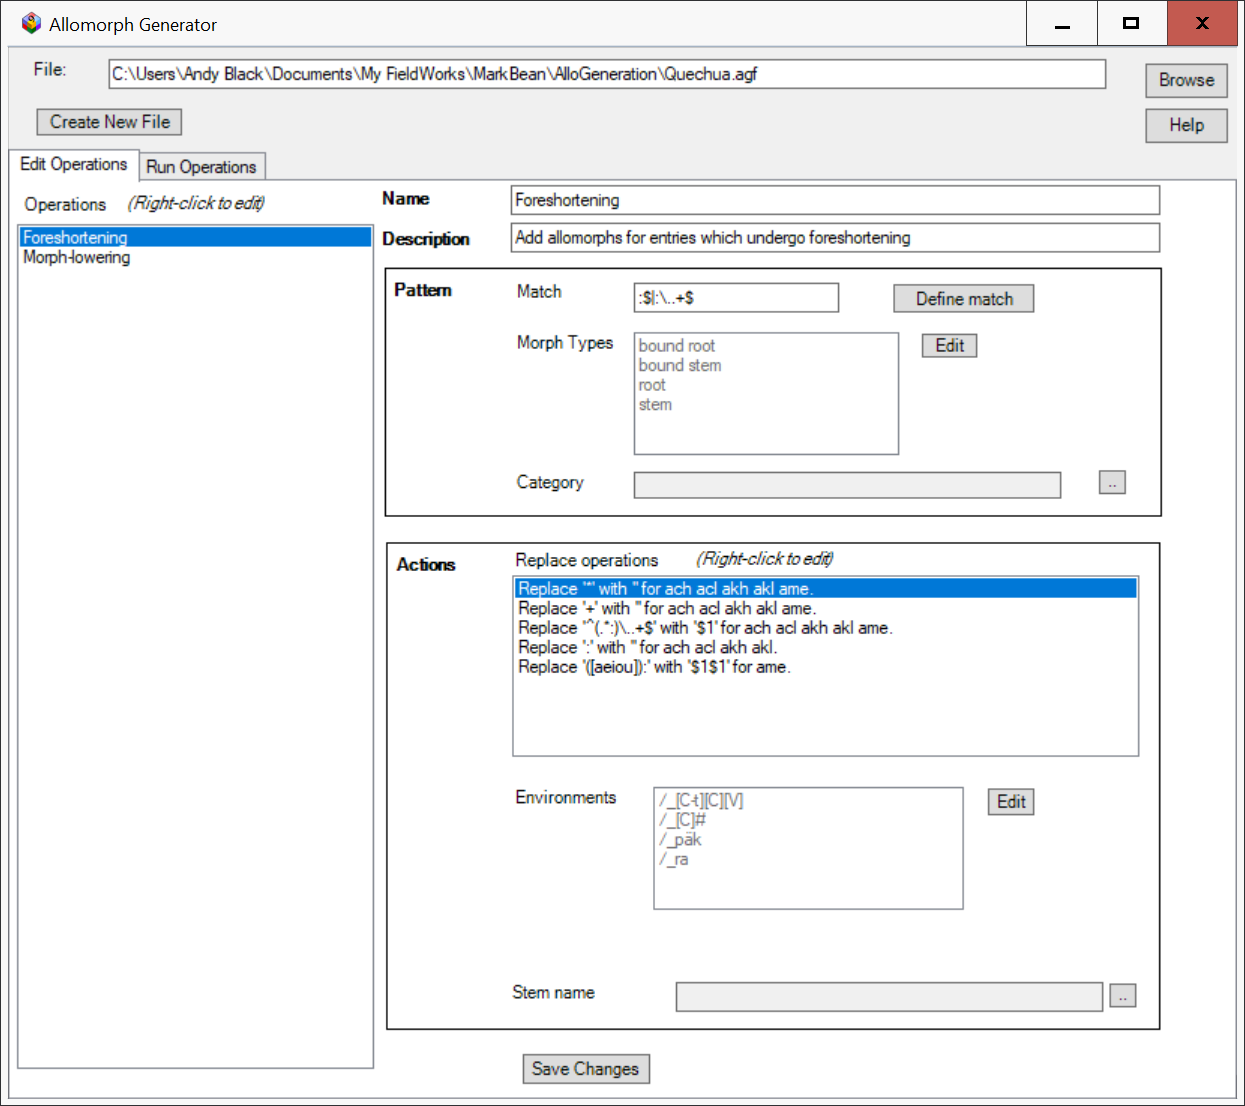 Allomorph Generator
File: C:\Users\Andy Black\Documents\My FieldWorks\MarkBean\AlloGeneration\Quechua.agf Browse
Create New File Help
Edit Operations Run Operations
Operations (Right-click to edit)
Foreshortening
Morph-lowering
Name Foreshortening
Description Add allomorphs for entries which undergo foreshortening
Pattern Match :$|:\..+$ Define match
Morph Types bound root Edit
bound stem
root
stem
Category ..
Actions Replace operations (Right-click to edit)
Replace '*' with '' for ach acl akh akl ame.
Replace '+' with '' for ach acl akh akl ame.
Replace '^(.*:)\..+$' with '$1' for ach acl akh akl ame.
Replace ':' with '' for ach acl akh akl.
Replace '([aeiou]):' with '$1$1' for ame.
Environments /_[C-t][C][V] Edit
/_[C]#
/_päk
/_ra
Stem name ..
Save Changes